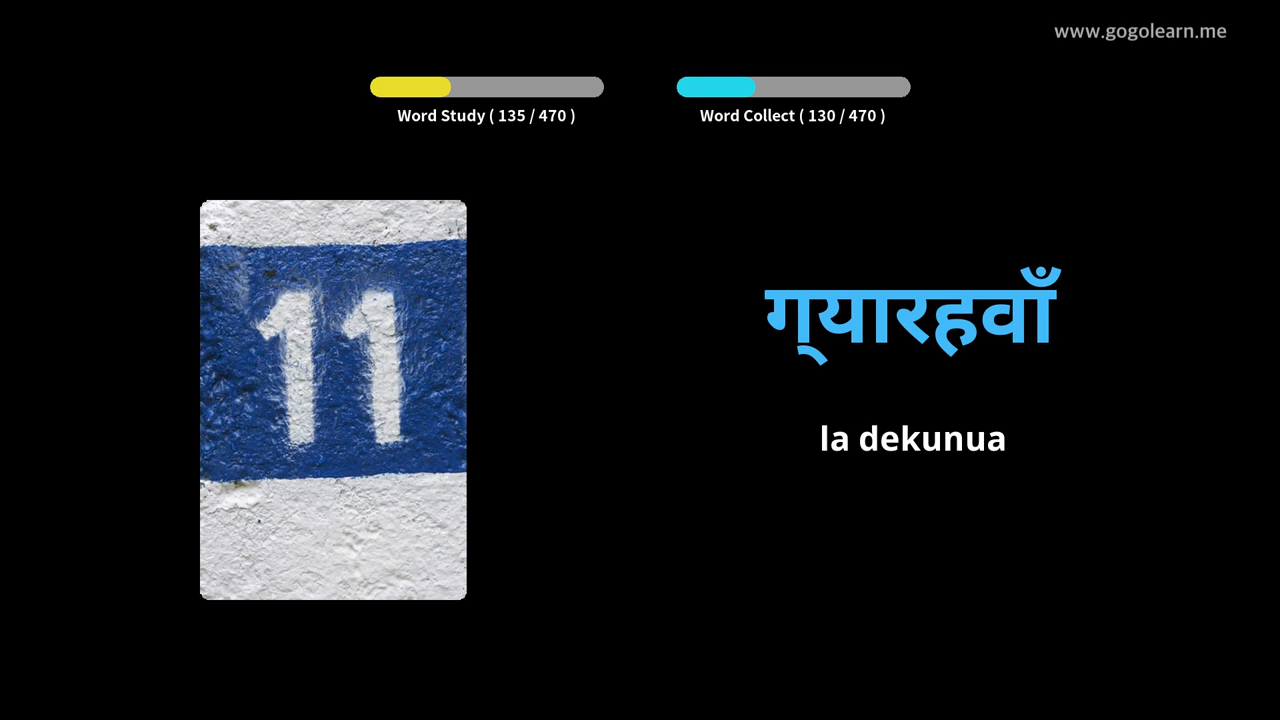 www.gogolearn.me
Word Study ( 135 / 470 )
Word Collect ( 130 / 470 )
11
ग्यारहवाँ
la dekunua